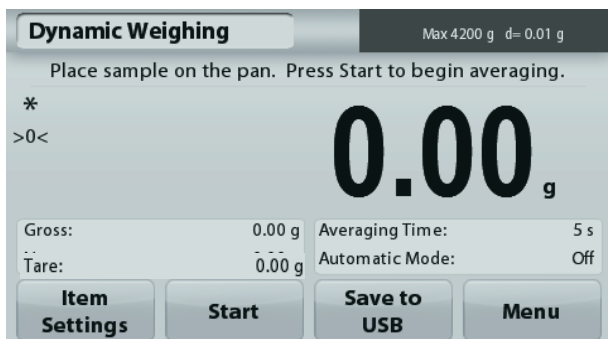 Dynamic Weighing
Max 4200 g d= 0.01 g
Place sample on the pan. Press Start to begin averaging.
*
>0<
0.00 g
Gross: 0.00 g
Tare: 0.00 g
Averaging Time: 5 s
Automatic Mode: Off
Item Settings
Start
Save to USB
Menu